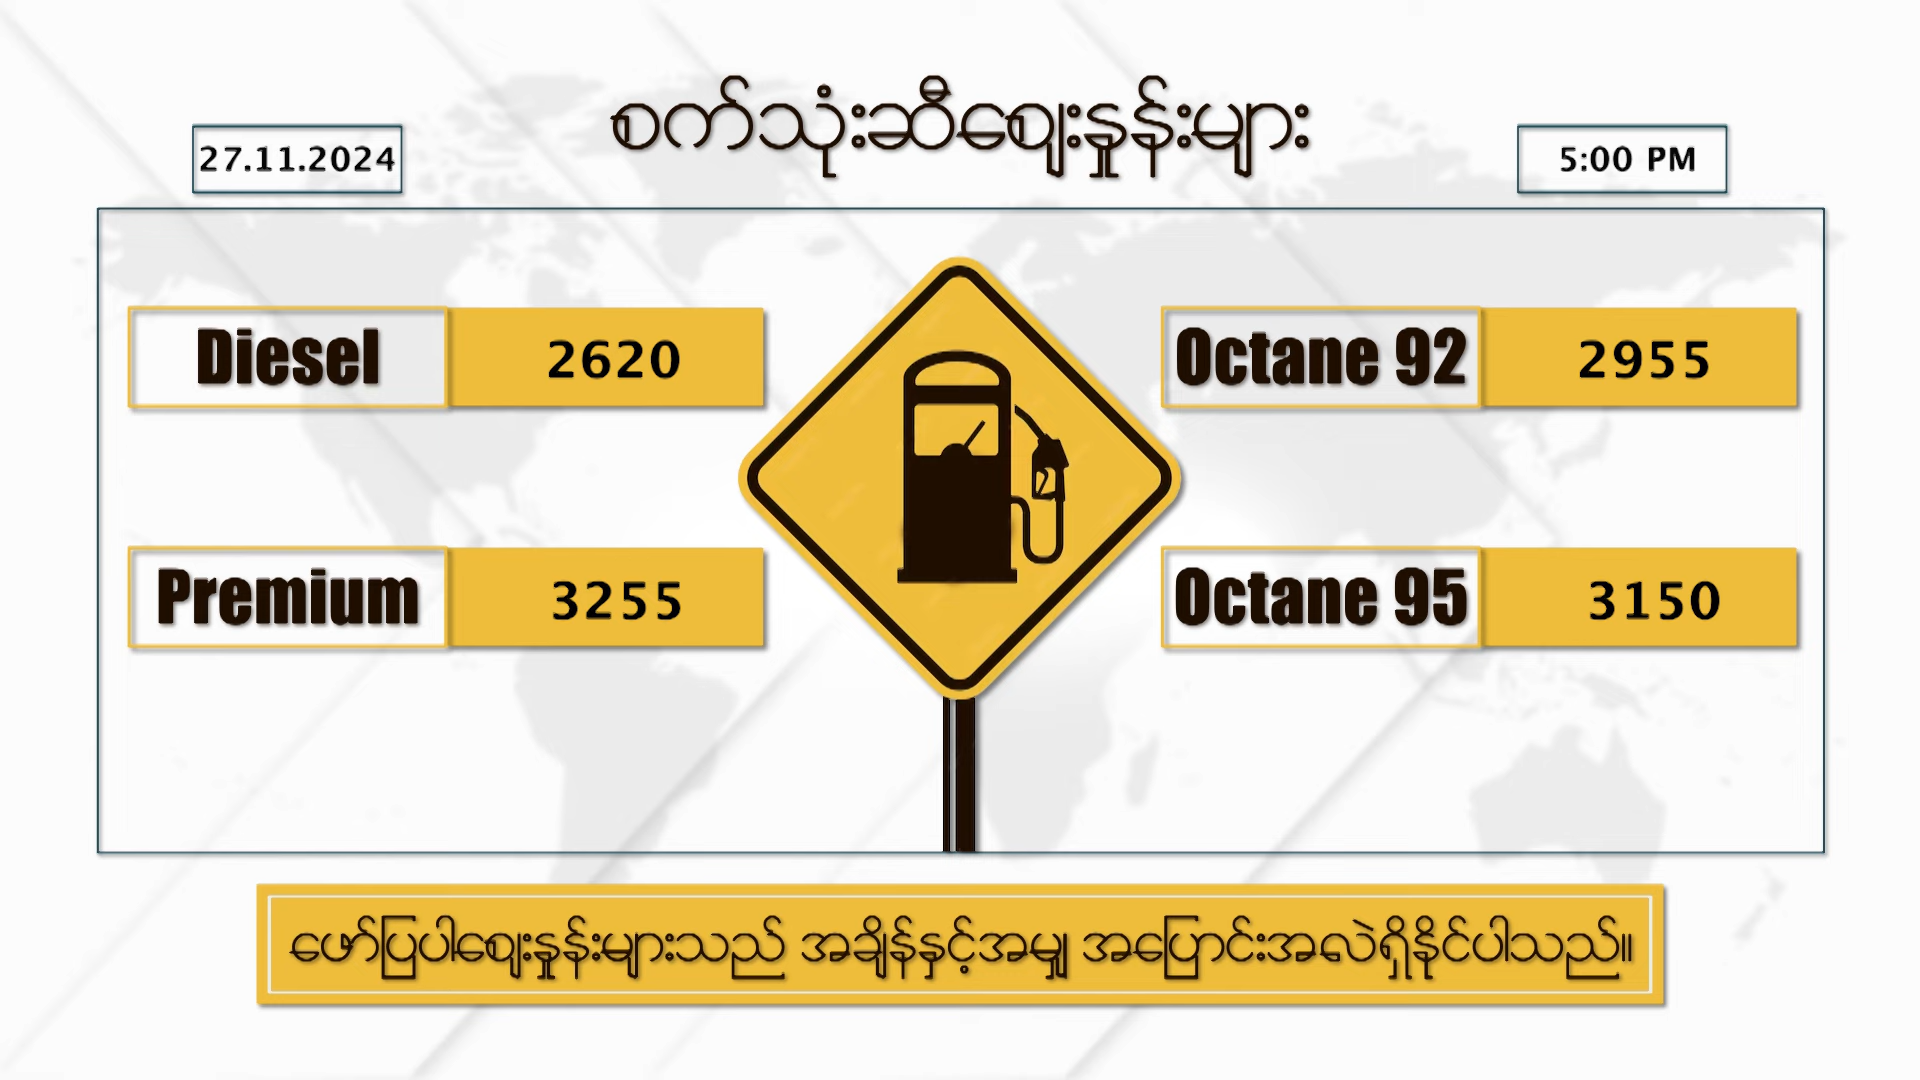 စက်သုံးဆီဈေးနှုန်းများ
27.11.2024
5:00 PM
Diesel 2620
Octane 92 2955
Premium 3255
Octane 95 3150
ဖော်ပြပါဈေးနှုန်းများသည် အချိန်နှင့်အမျှ အပြောင်းအလဲရှိနိုင်ပါသည်။